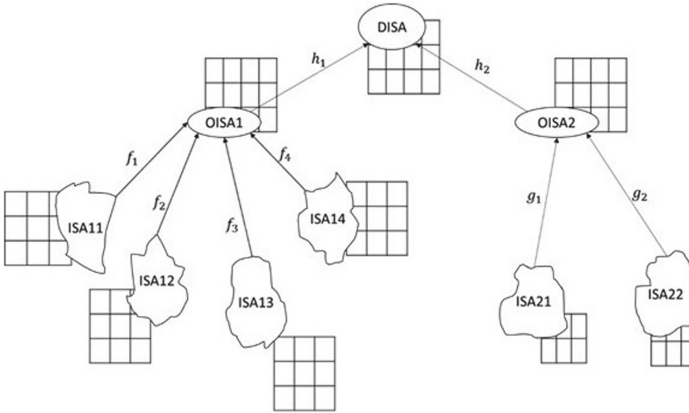 DISA
h₁
h₂
OISA1
OISA2
f₁
f₂
f₃
f₄
g₁
g₂
ISA11
ISA12
ISA13
ISA14
ISA21
ISA22